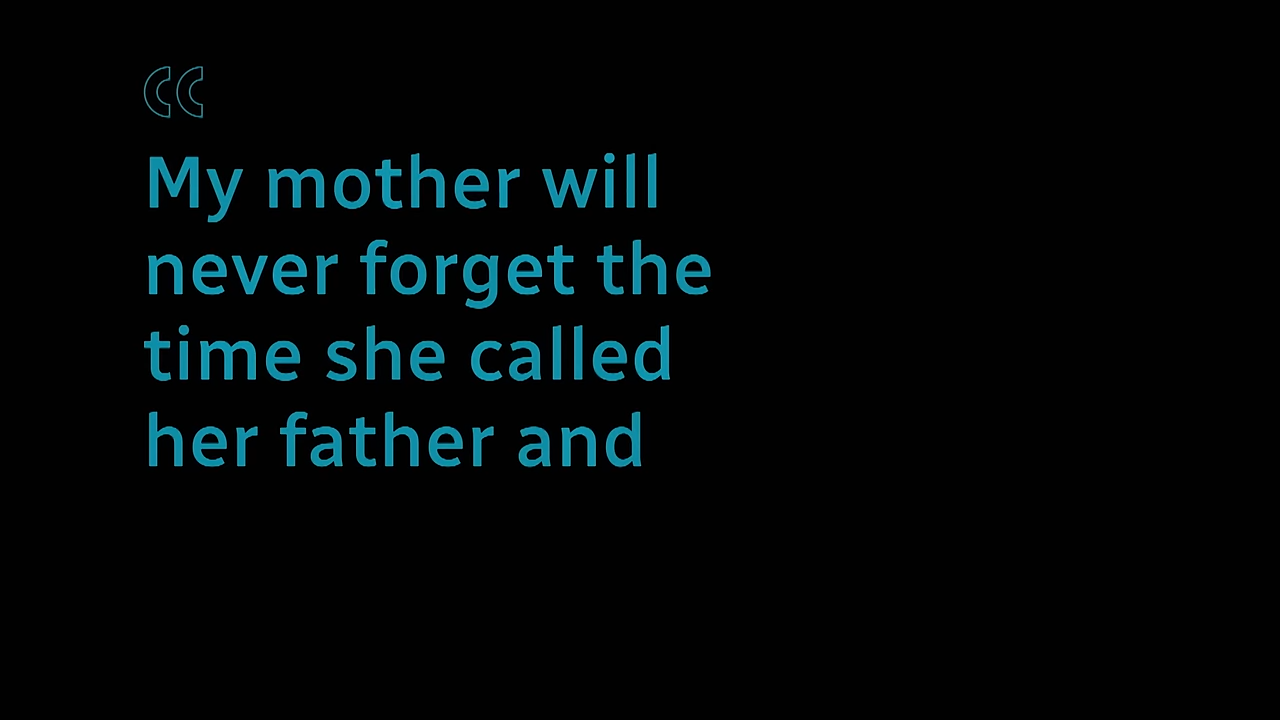 “
My mother will
never forget the
time she called
her father and